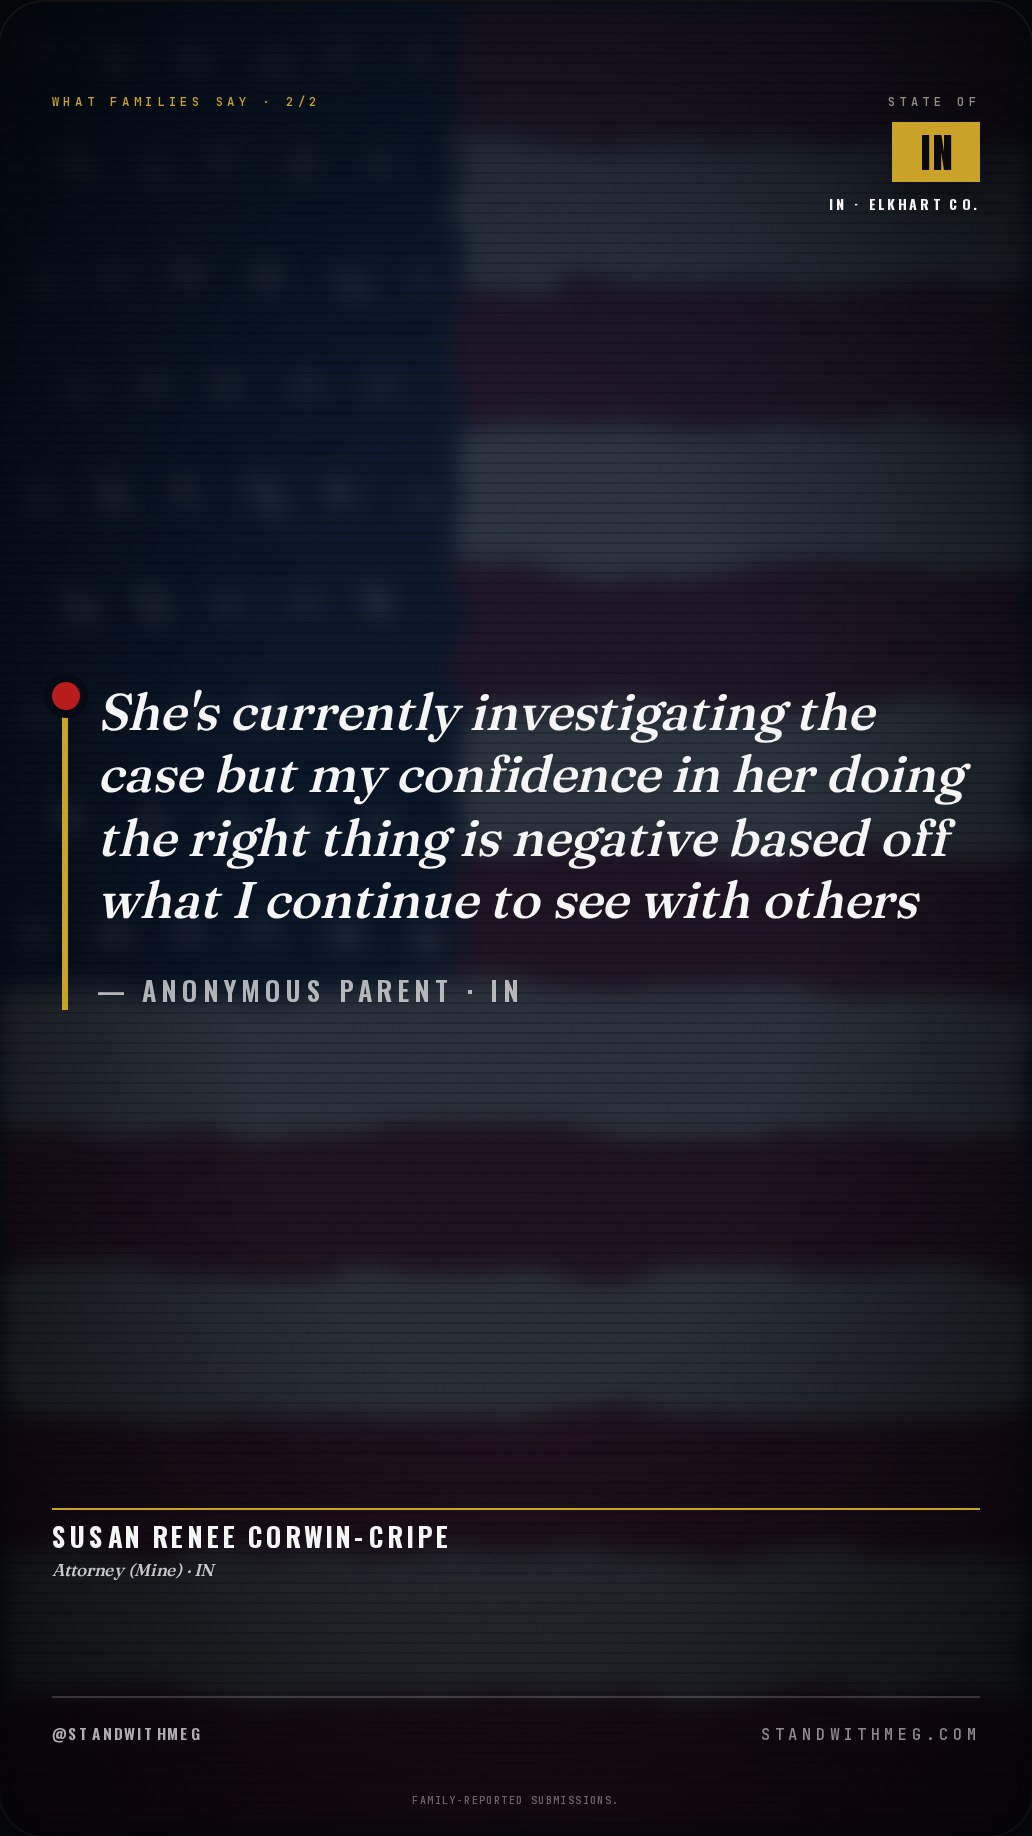 WHAT FAMILIES SAY · 2/2
STATE OF
IN
IN · ELKHART CO.
She's currently investigating the
case but my confidence in her doing
the right thing is negative based off
what I continue to see with others
— ANONYMOUS PARENT · IN
SUSAN RENEE CORWIN-CRIPE
Attorney (Mine) · IN
@STANDWITHMEG
STANDWITHMEG.COM
FAMILY-REPORTED SUBMISSIONS.